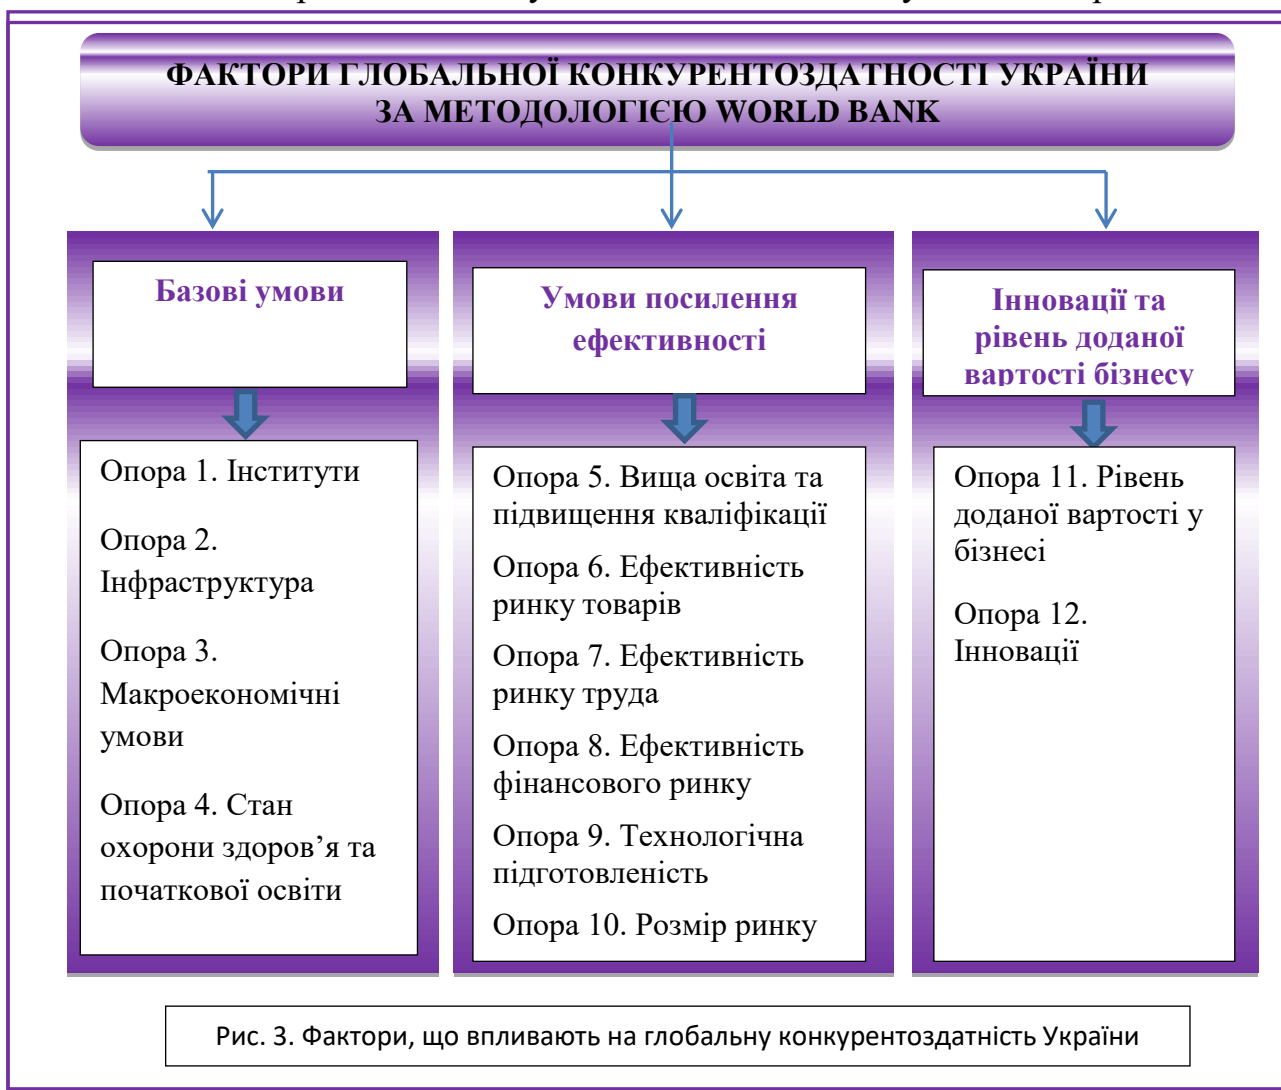 ФАКТОРИ ГЛОБАЛЬНОЇ КОНКУРЕНТОЗДАТНОСТІ УКРАЇНИ
ЗА МЕТОДОЛОГІЄЮ WORLD BANK
Базові умови
Опора 1. Інститути
Опора 2.
Інфраструктура
Опора 3.
Макроекономічні
умови
Опора 4. Стан
охорони здоров’я та
початкової освіти
Умови посилення
ефективності
Опора 5. Вища освіта та
підвищення кваліфікації
Опора 6. Ефективність
ринку товарів
Опора 7. Ефективність
ринку труда
Опора 8. Ефективність
фінансового ринку
Опора 9. Технологічна
підготовленість
Опора 10. Розмір ринку
Інновації та
рівень доданої
вартості бізнесу
Опора 11. Рівень
доданої вартості у
бізнесі
Опора 12.
Інновації
Рис. 3. Фактори, що впливають на глобальну конкурентоздатність України